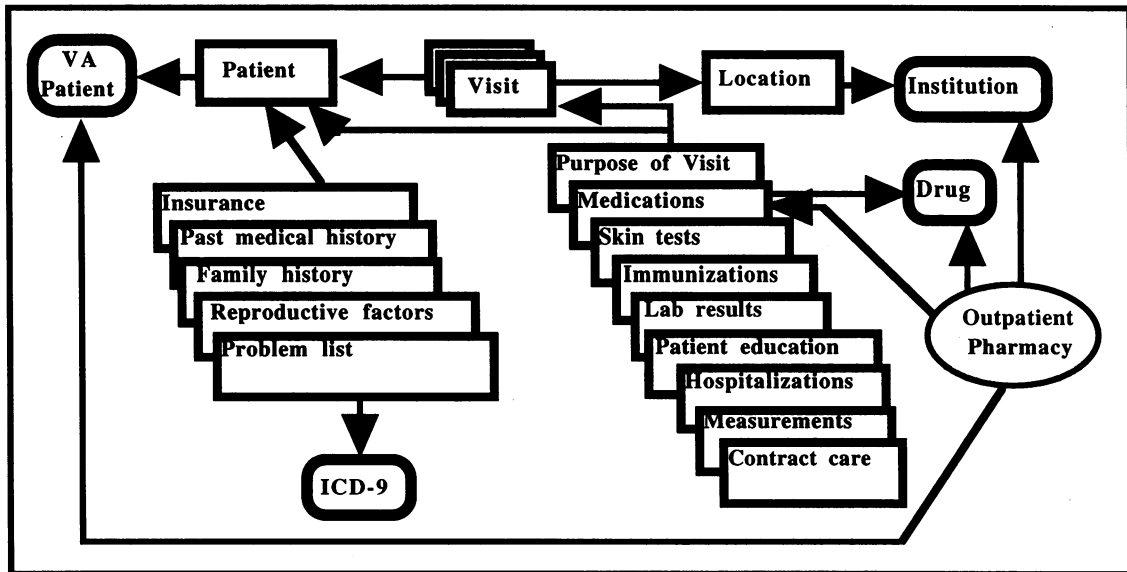 VA
Patient
Patient
Visit
Location
Institution
Insurance
Past medical history
Family history
Reproductive factors
Problem list
ICD-9
Purpose of Visit
Medications
Skin tests
Immunizations
Lab results
Patient education
Hospitalizations
Measurements
Contract care
Drug
Outpatient
Pharmacy